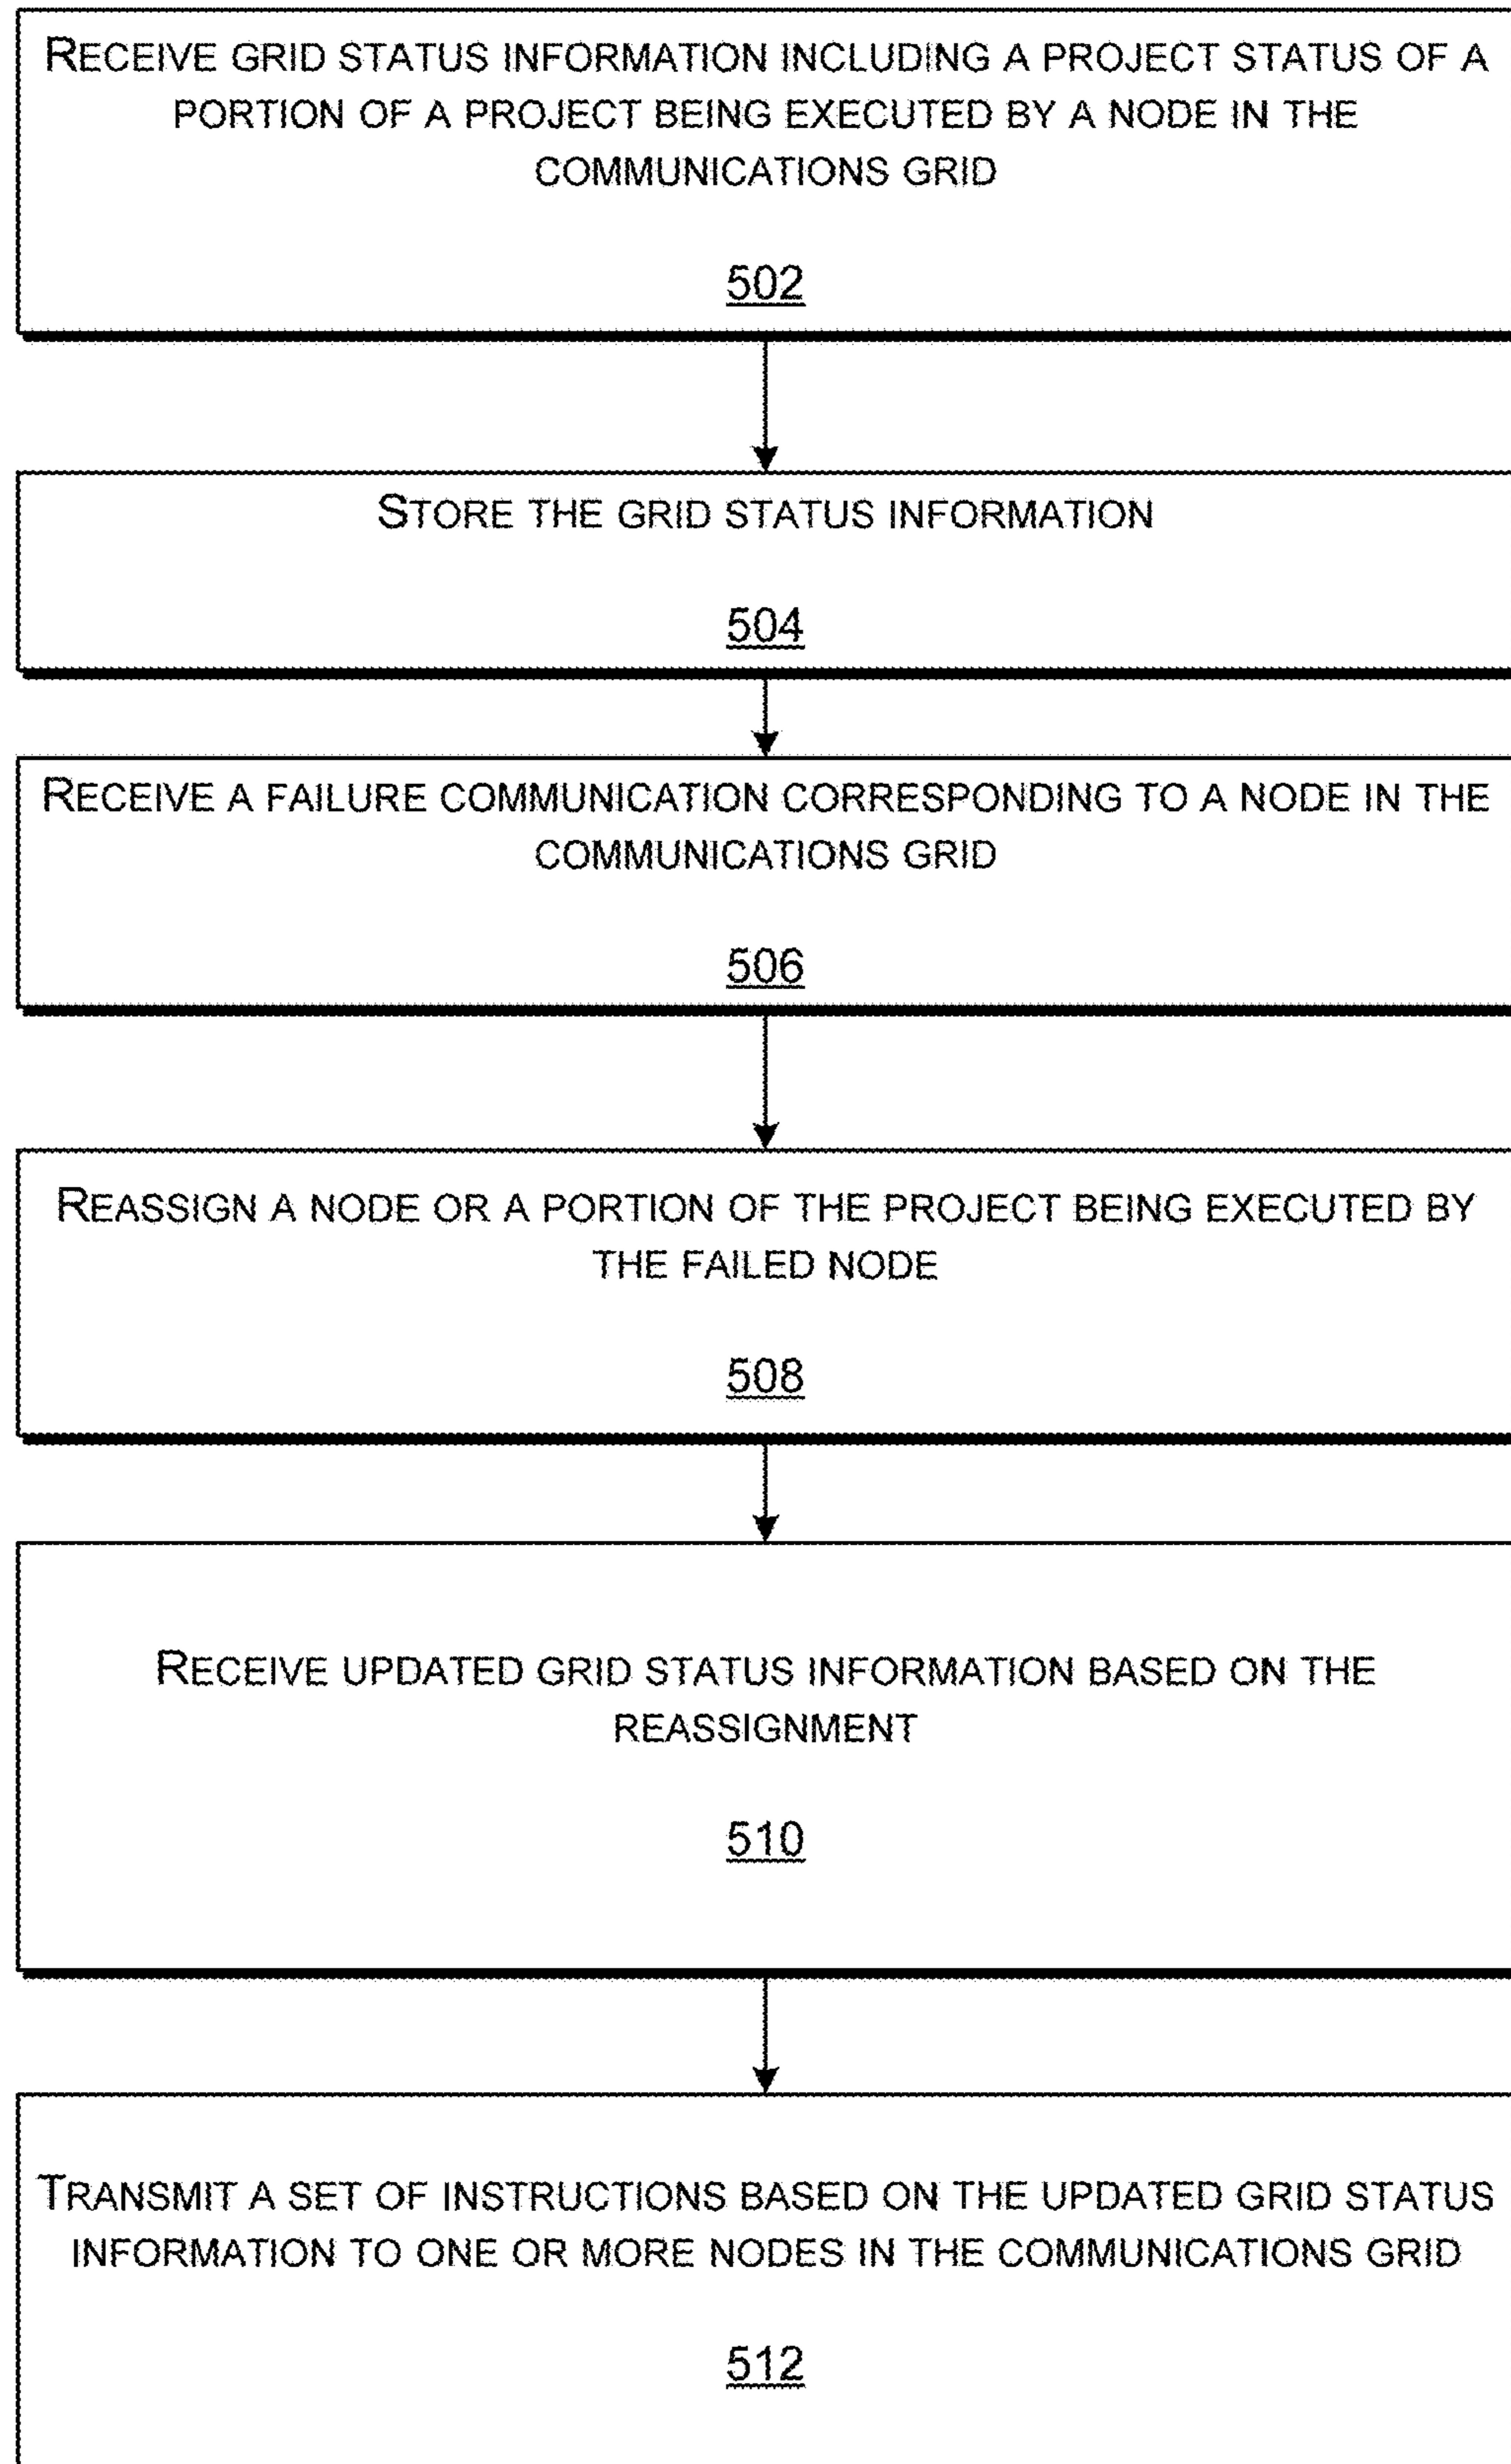 RECEIVE GRID STATUS INFORMATION INCLUDING A PROJECT STATUS OF A
PORTION OF A PROJECT BEING EXECUTED BY A NODE IN THE
COMMUNICATIONS GRID
502
STORE THE GRID STATUS INFORMATION
504
RECEIVE A FAILURE COMMUNICATION CORRESPONDING TO A NODE IN THE
COMMUNICATIONS GRID
506
REASSIGN A NODE OR A PORTION OF THE PROJECT BEING EXECUTED BY
THE FAILED NODE
508
RECEIVE UPDATED GRID STATUS INFORMATION BASED ON THE
REASSIGNMENT
510
TRANSMIT A SET OF INSTRUCTIONS BASED ON THE UPDATED GRID STATUS
INFORMATION TO ONE OR MORE NODES IN THE COMMUNICATIONS GRID
512